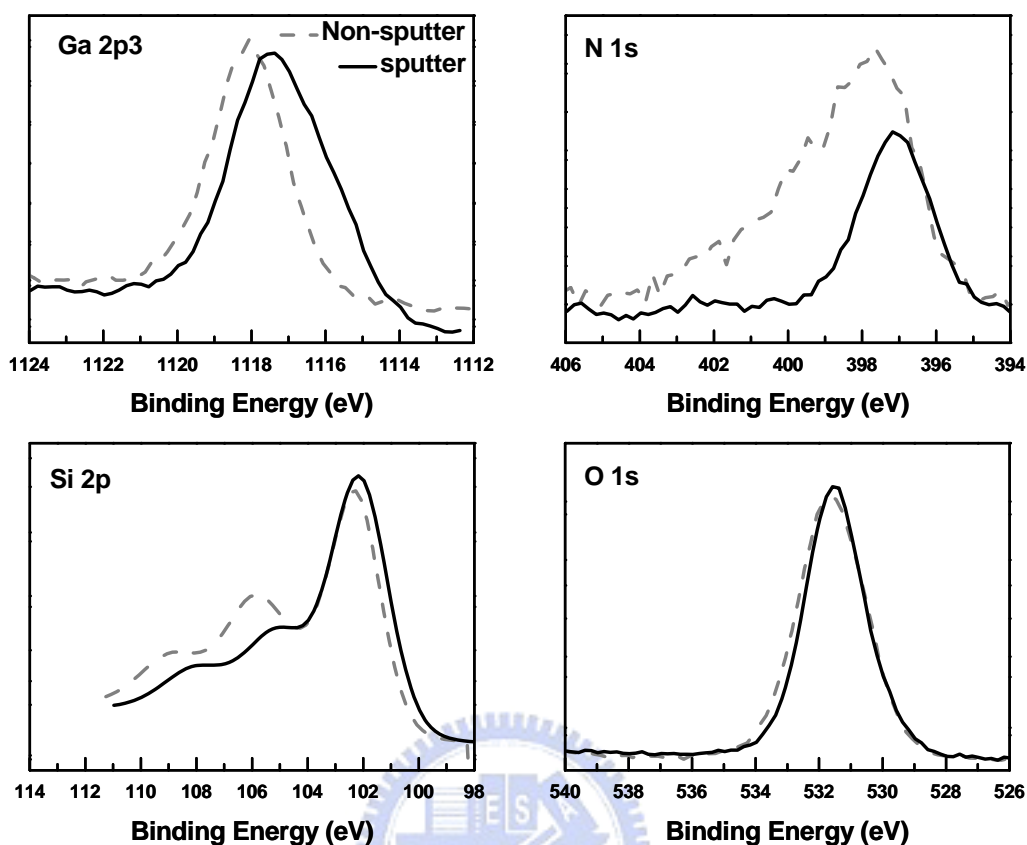 Ga 2p3
Non-sputter
sputter
1124 1122 1120 1118 1116 1114 1112
Binding Energy (eV)
N 1s
406 404 402 400 398 396 394
Binding Energy (eV)
Si 2p
114 112 110 108 106 104 102 100 98
Binding Energy (eV)
O 1s
540 538 536 534 532 530 528 526
Binding Energy (eV)
E S